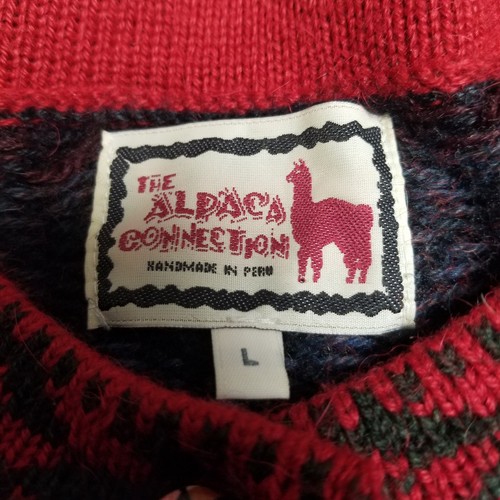 THE
ALPACA
CONNECTION
HANDMADE IN PERU
L